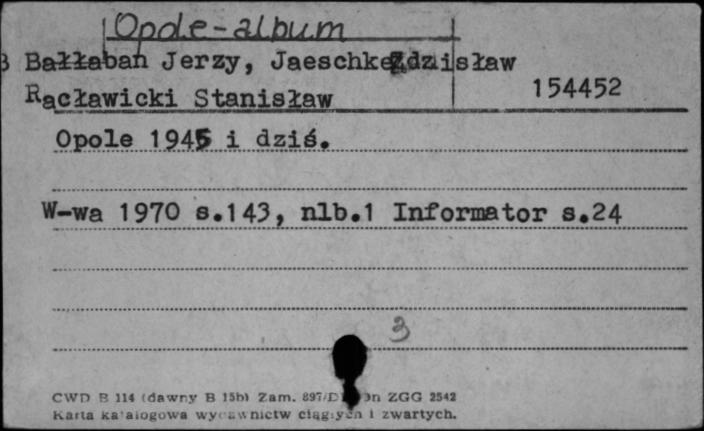 Opole-album
B Bałłaban Jerzy, Jaeschke Zdzisław
Racławicki Stanisław 154452
Opole 1945 i dziś.
W-wa 1970 s.143, nlb.1 Informator s.24
3
CWD B 114 (dawny B 15b) Zam. ZGG 2542
Karta katalogowa wydawnictw ciągłych i zwartych.